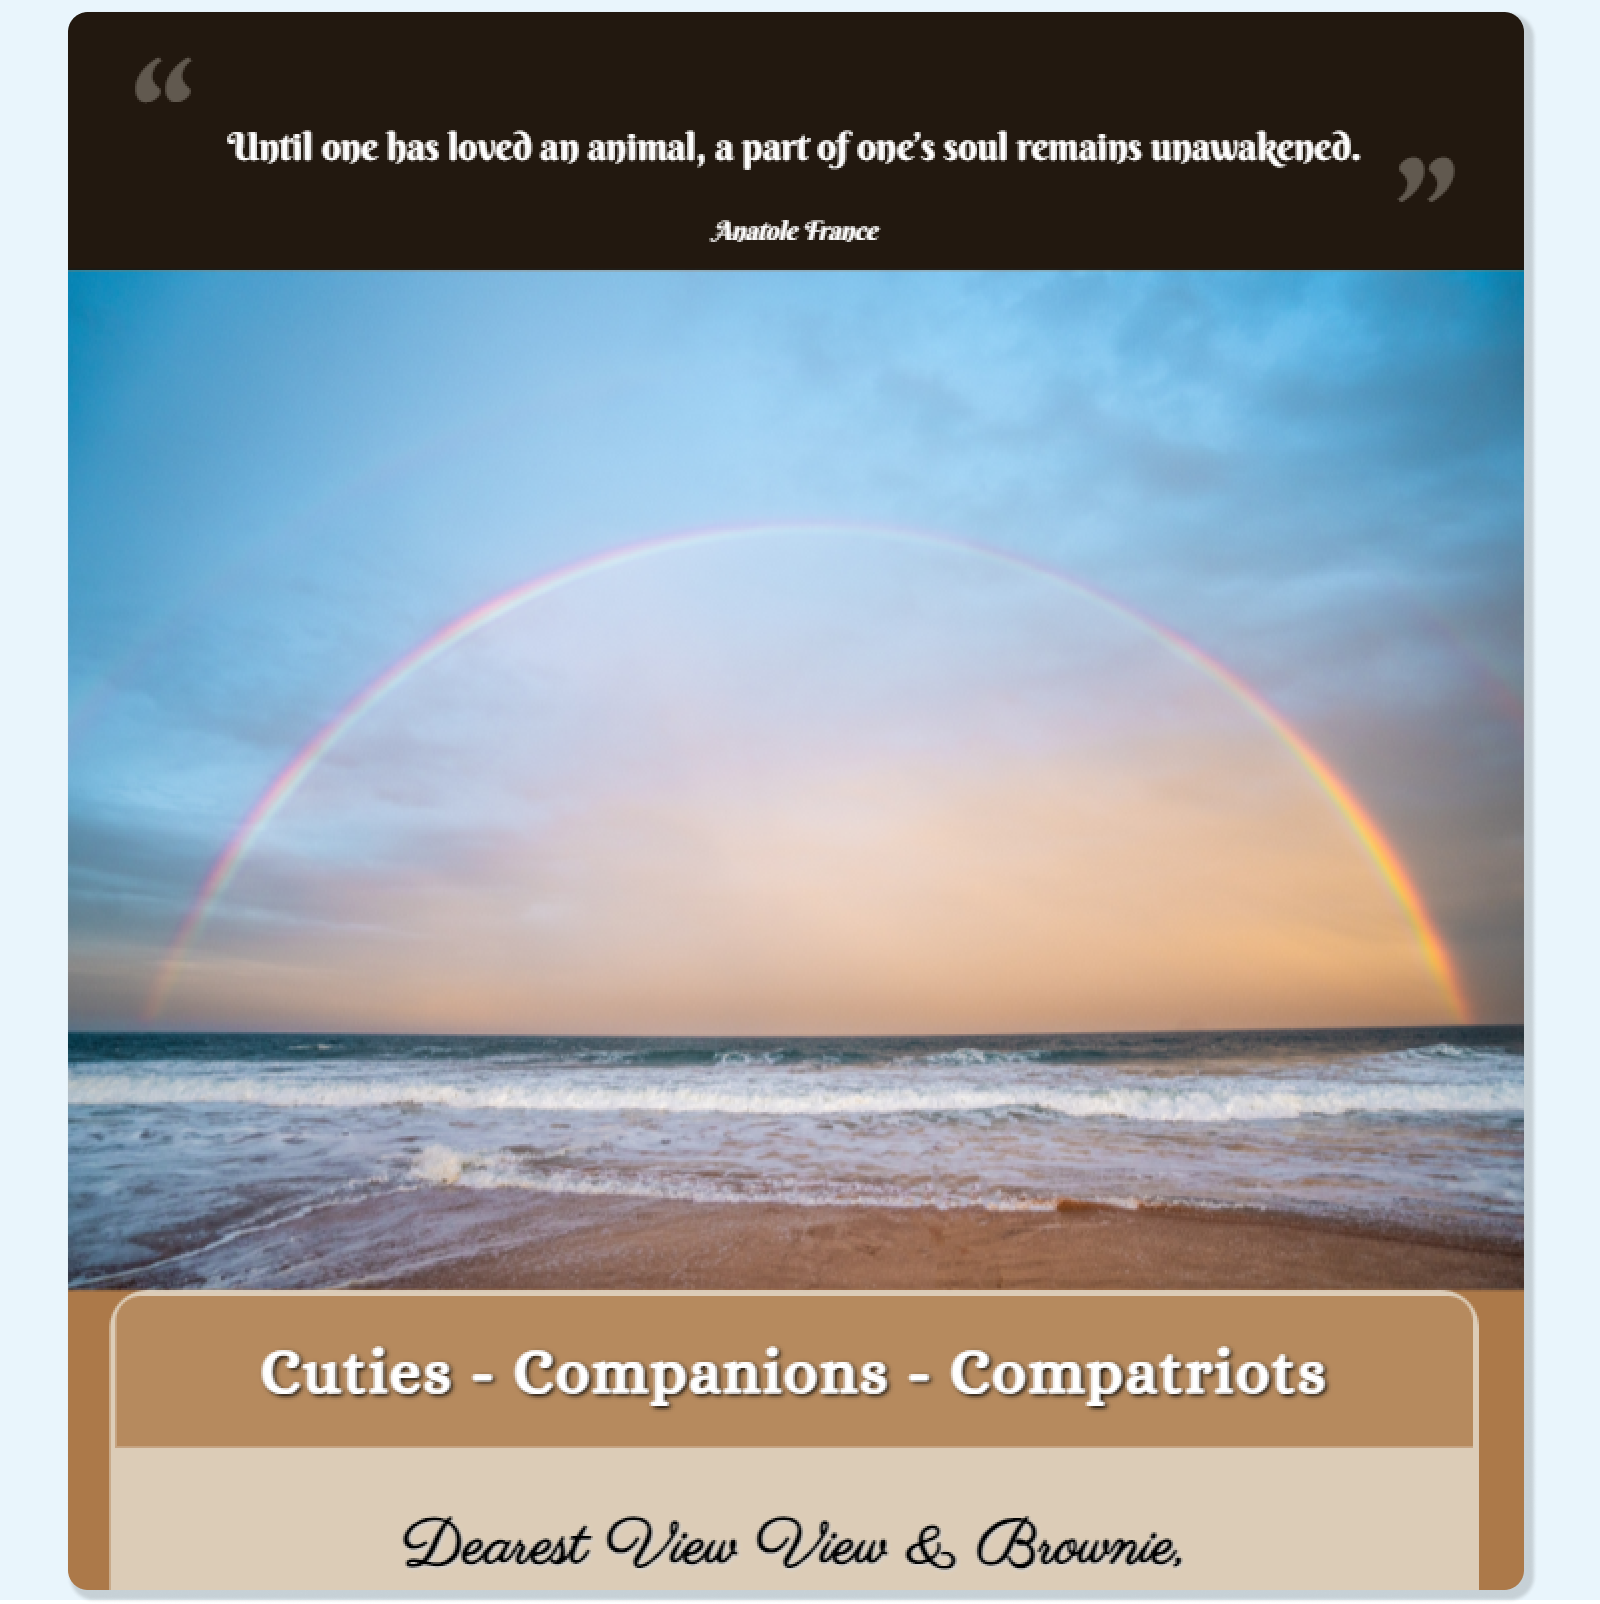 “
Until one has loved an animal, a part of one’s soul remains unawakened.
”
Anatole France
Cuties - Companions - Compatriots
Dearest View View & Brownie,